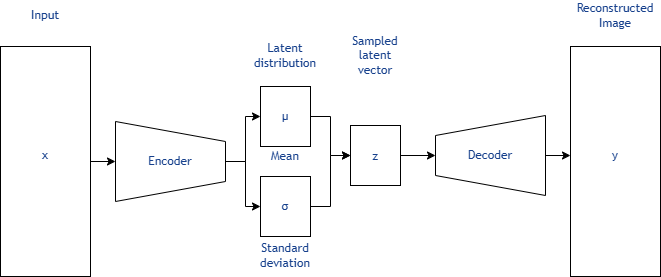 Input
Latent
distribution
Sampled
latent
vector
Reconstructed
Image
x
Encoder
μ
Mean
σ
Standard
deviation
z
Decoder
y